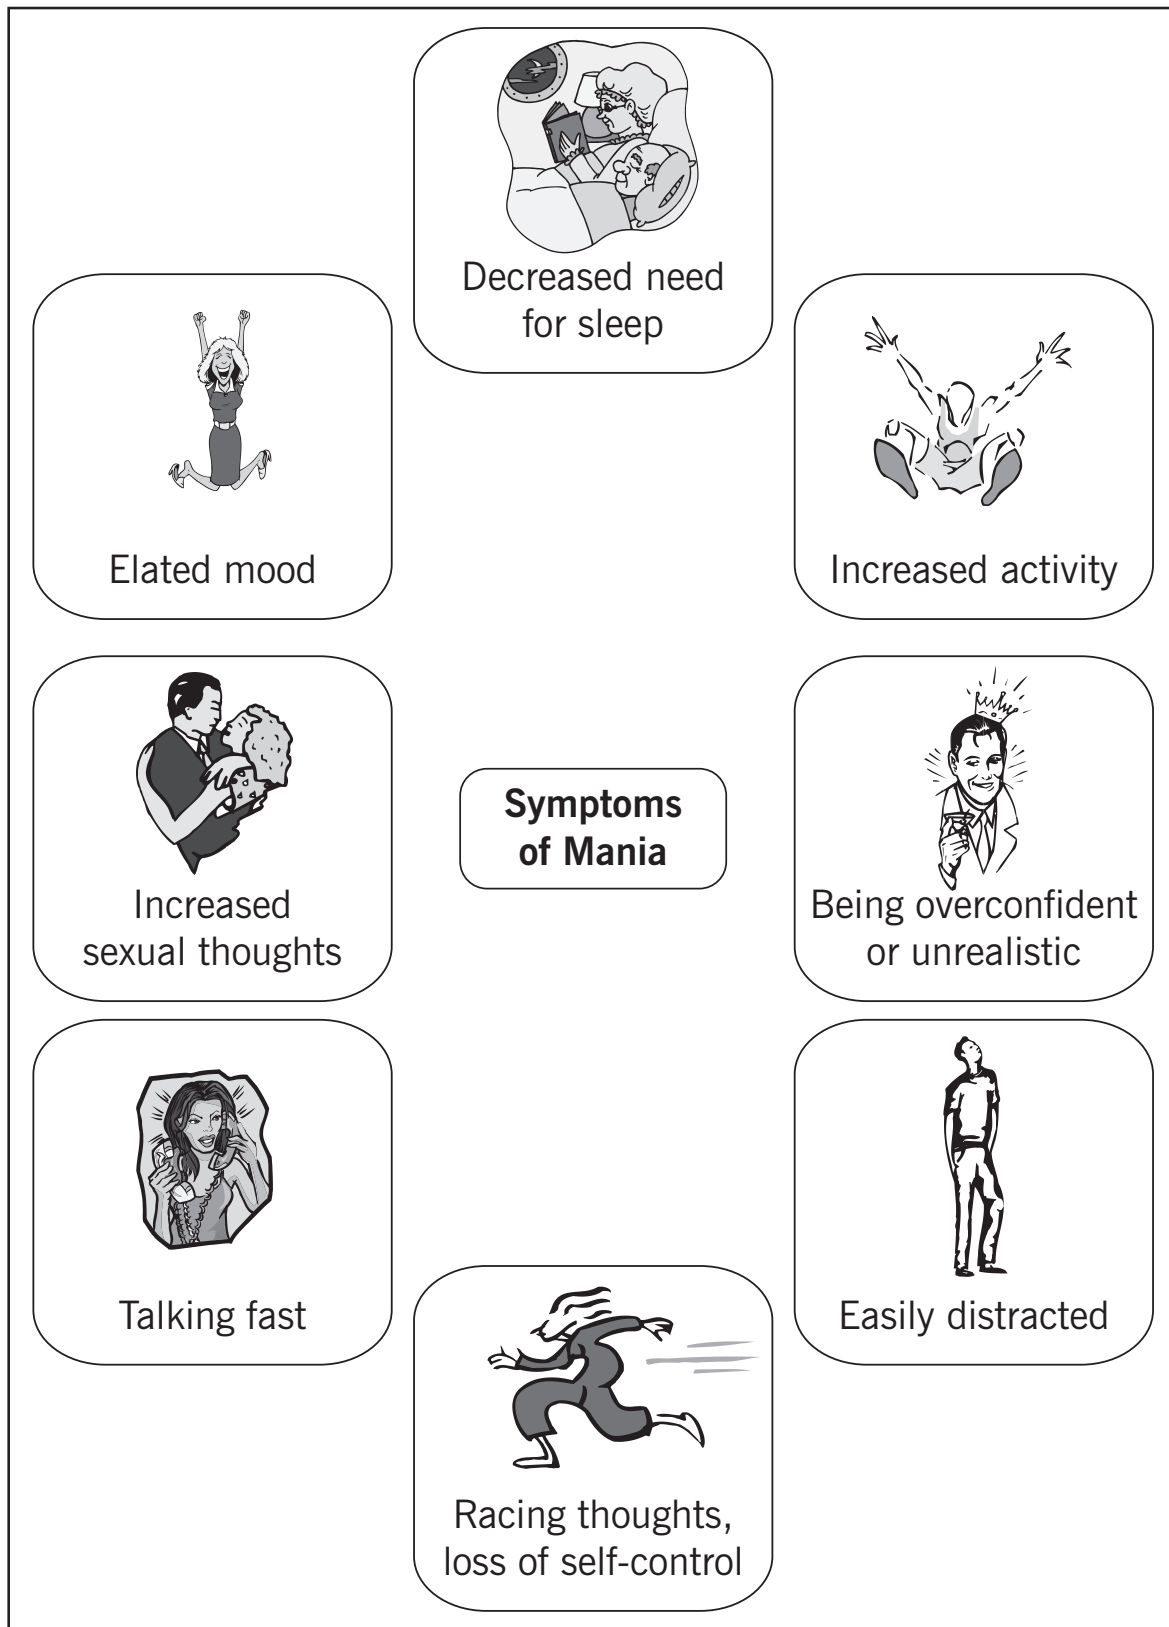 Decreased need
for sleep
Elated mood
Increased activity
Increased
sexual thoughts
Symptoms
of Mania
Being overconfident
or unrealistic
Talking fast
Easily distracted
Racing thoughts,
loss of self-control